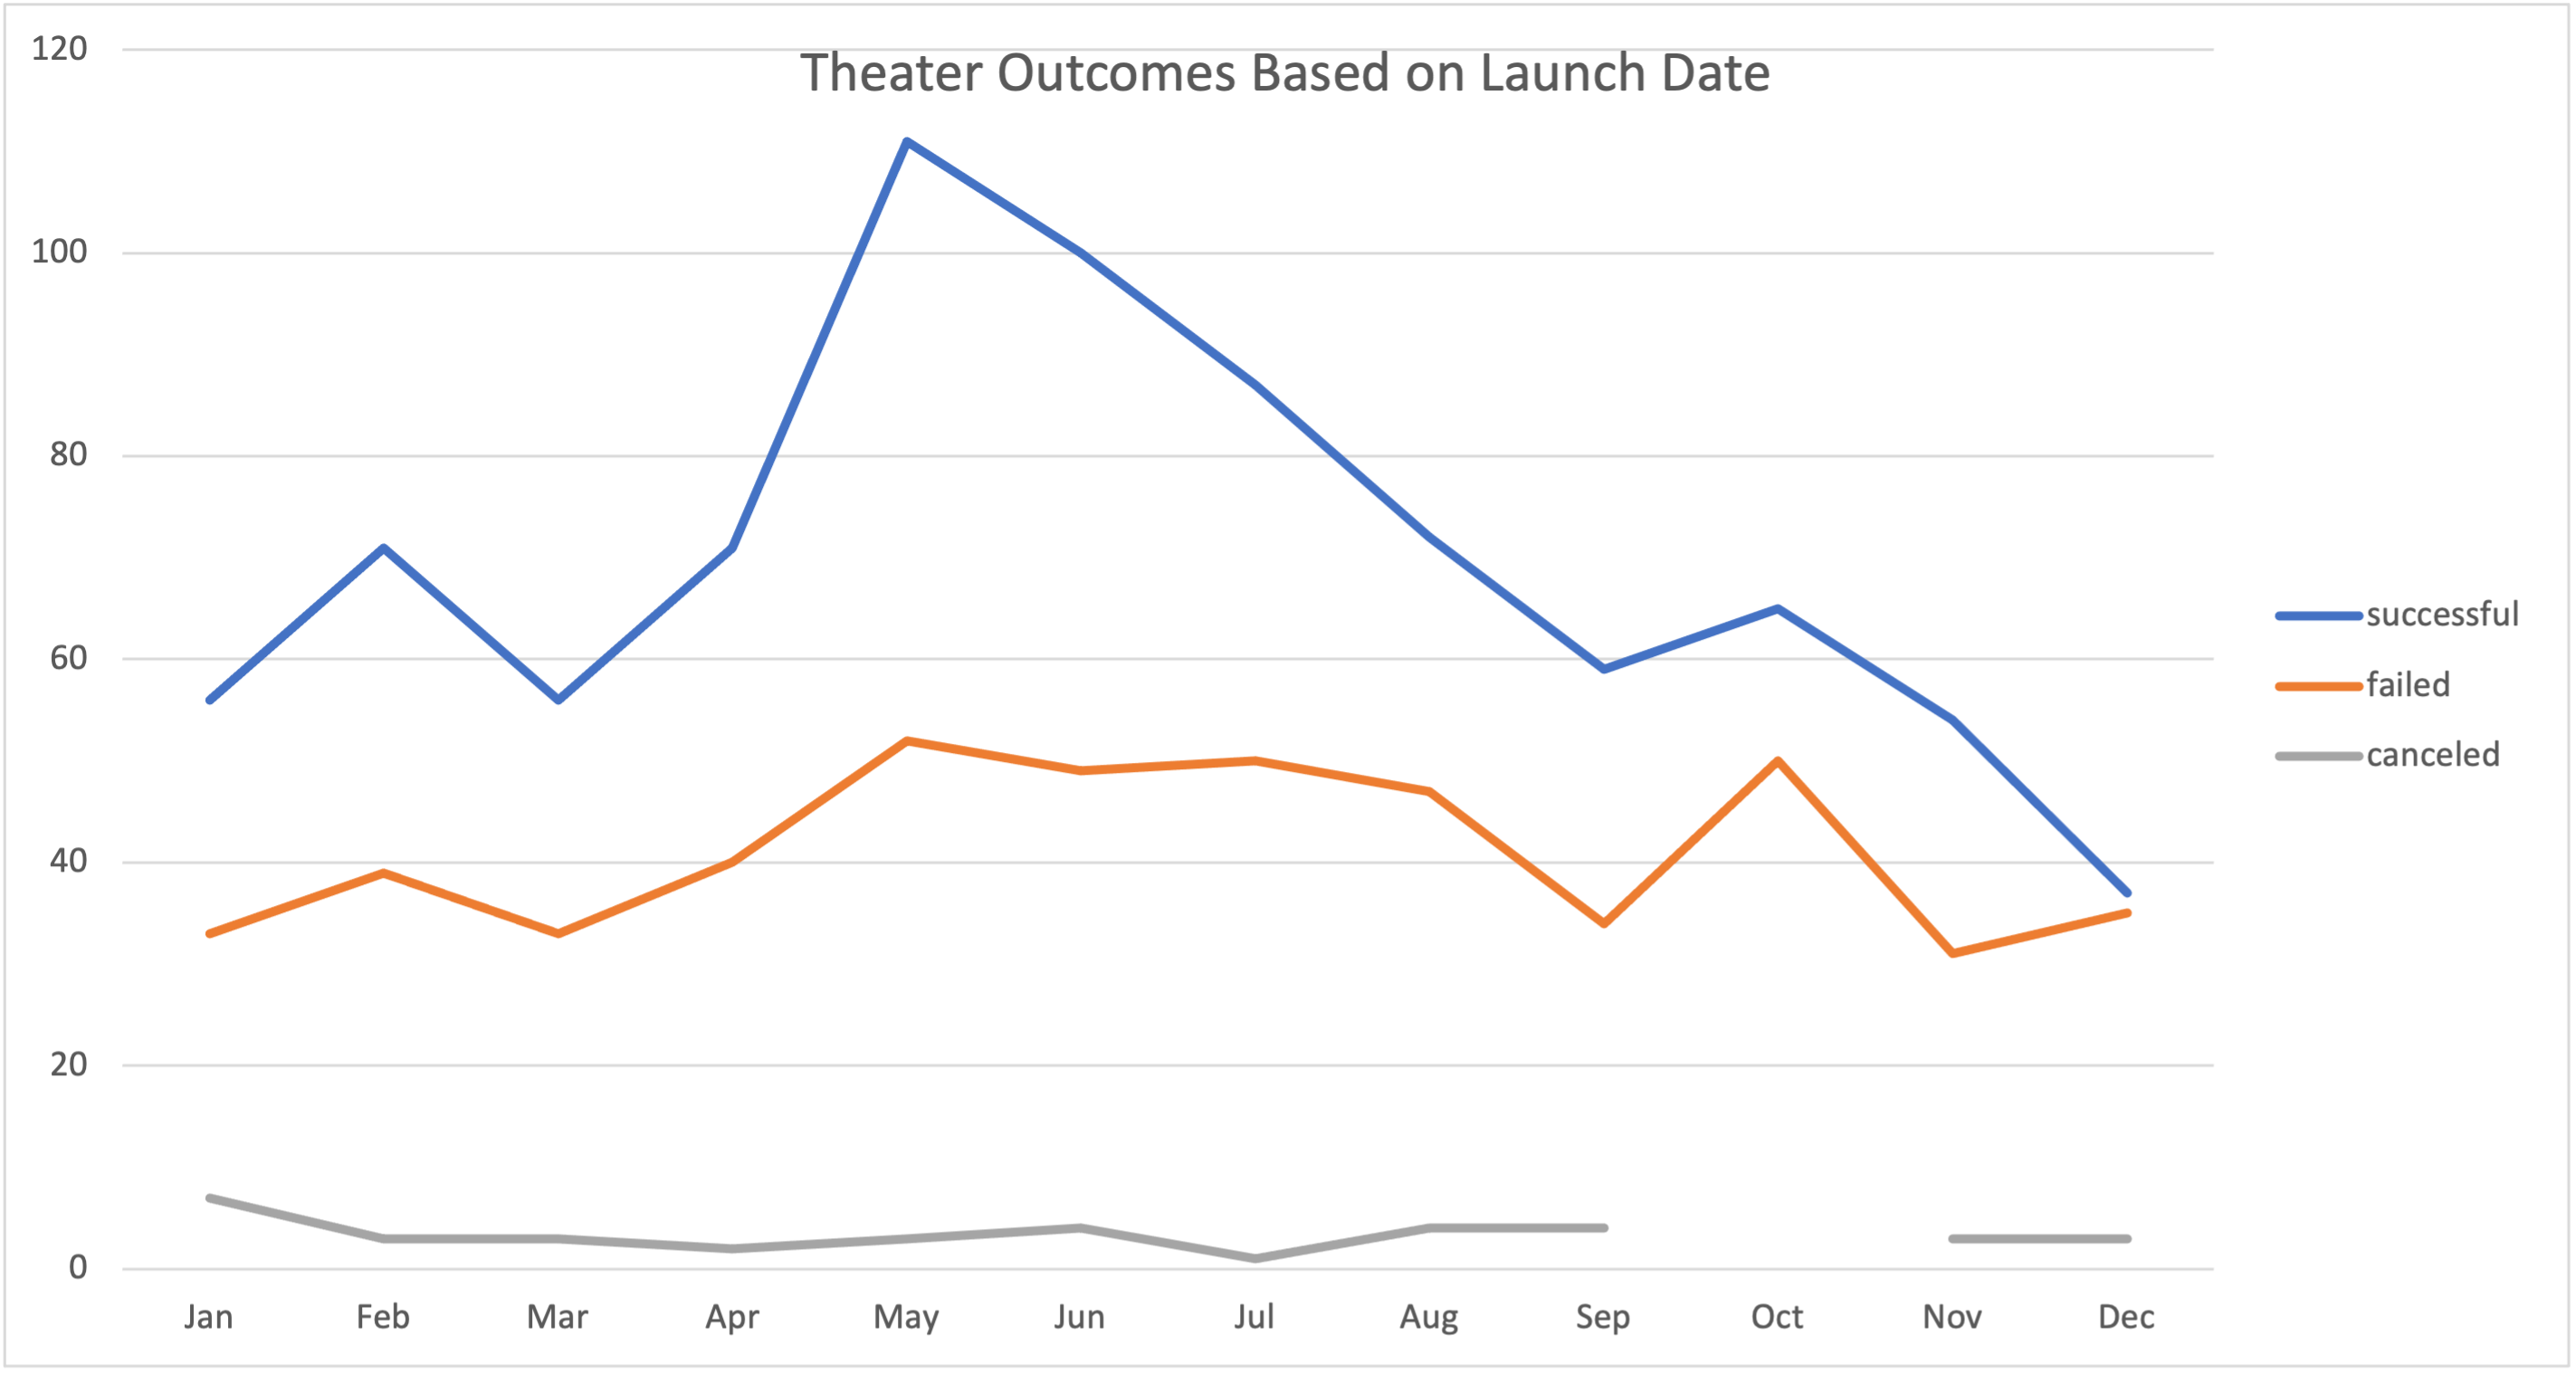 Theater Outcomes Based on Launch Date
120
100
80
60
40
20
0
Jan Feb Mar Apr May Jun Jul Aug Sep Oct Nov Dec
successful
failed
canceled